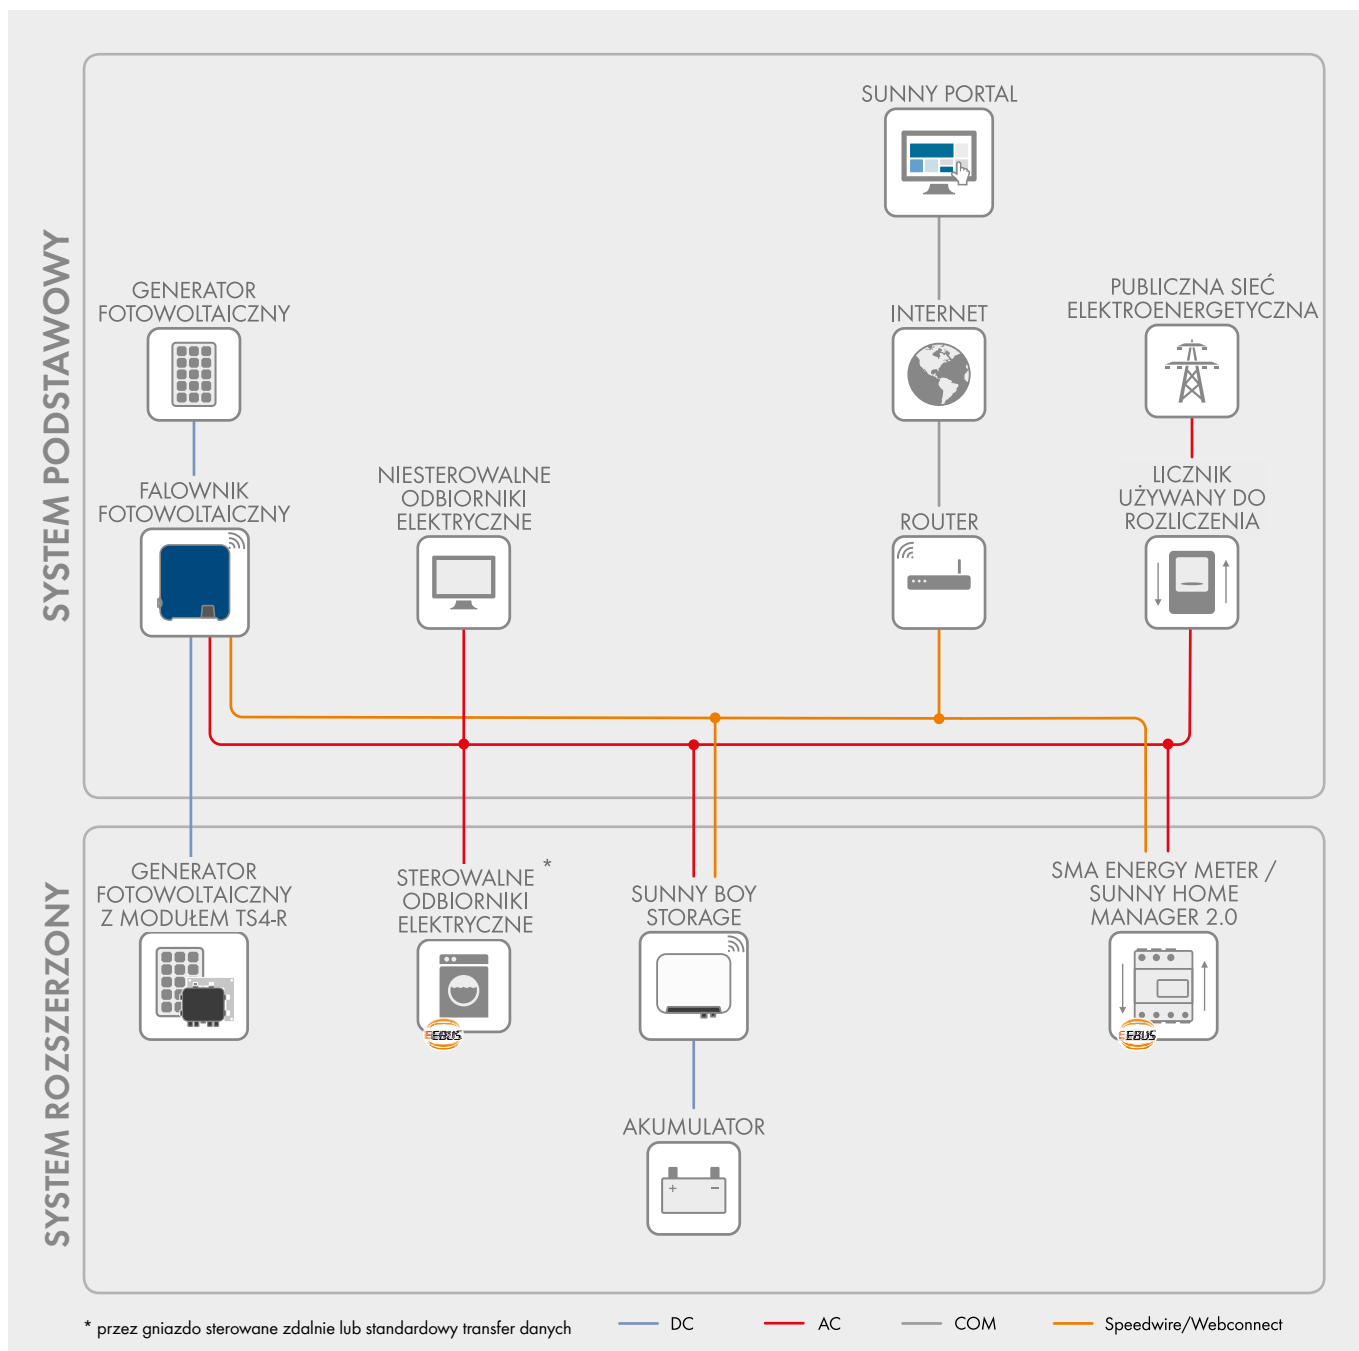 SYSTEM PODSTAWOWY
SUNNY PORTAL
GENERATOR
FOTOWOLTAICZNY
INTERNET
PUBLICZNA SIEĆ
ELEKTROENERGETYCZNA
FALOWNIK
FOTOWOLTAICZNY
NIESTEROWALNE
ODBIORNIKI
ELEKTRYCZNE
ROUTER
LICZNIK
UŻYWANY DO
ROZLICZENIA
SYSTEM ROZSZERZONY
GENERATOR
FOTOWOLTAICZNY
Z MODUŁEM TS4-R
STEROWALNE *
ODBIORNIKI
ELEKTRYCZNE
EEBUS
SUNNY BOY
STORAGE
SMA ENERGY METER /
SUNNY HOME
MANAGER 2.0
EEBUS
AKUMULATOR
+ −
* przez gniazdo sterowane zdalnie lub standardowy transfer danych
DC
AC
COM
Speedwire/Webconnect